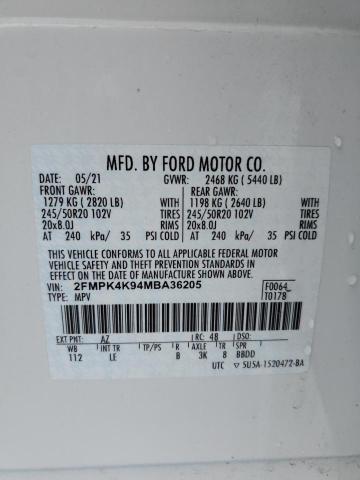 MFD. BY FORD MOTOR CO.
DATE: 05/21 GVWR: 2468 KG (5440 LB)
FRONT GAWR: REAR GAWR:
1279 KG (2820 LB) WITH 1198 KG (2640 LB) WITH
245/50R20 102V TIRES 245/50R20 102V TIRES
20x8.0J RIMS 20x8.0J RIMS
AT 240 kPa/ 35 PSI COLD AT 240 kPa/ 35 PSI COLD
THIS VEHICLE CONFORMS TO ALL APPLICABLE FEDERAL MOTOR
VEHICLE SAFETY AND THEFT PREVENTION STANDARDS IN
EFFECT ON THE DATE OF MANUFACTURE SHOWN ABOVE.
VIN: 2FMPK4K94MBA36205 F0064
TYPE: MPV T0178
EXT PNT: AZ RC: 48 DSO:
WB INT TR TP/PS R AXLE TR SPR
112 LE B 3K 8 BBDD
UTC 5U5A-1520472-BA